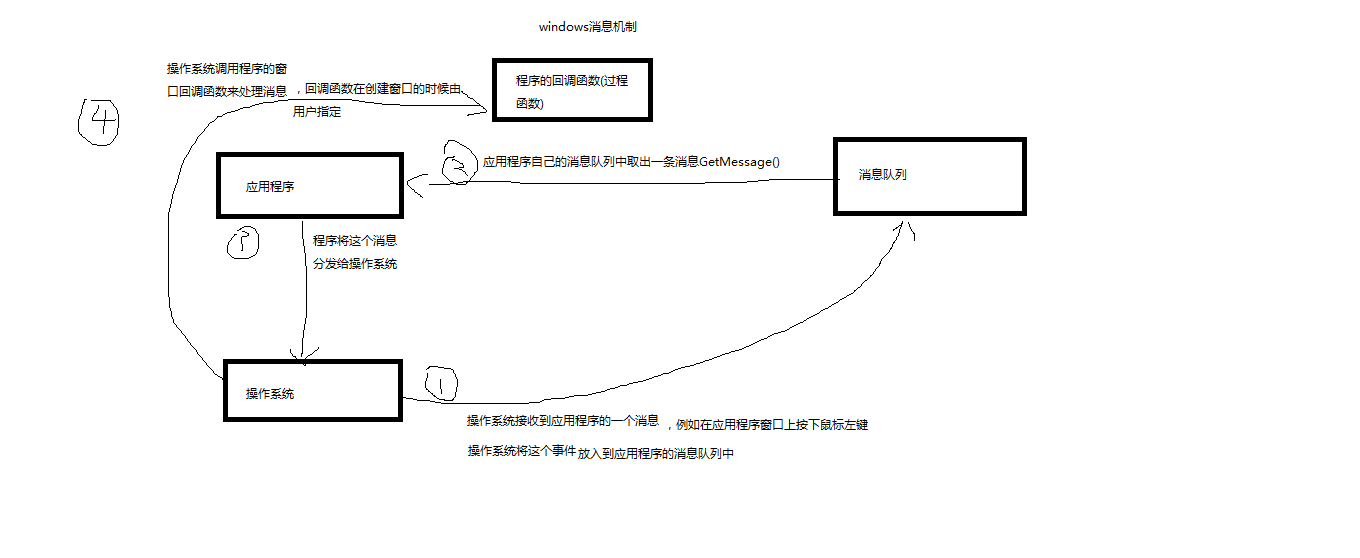 windows消息机制
操作系统调用程序的窗
口回调函数来处理消息
，回调函数在创建窗口的时候由
用户指定
程序的回调函数(过程
函数)
4
2
应用程序自己的消息队列中取出一条消息GetMessage()
消息队列
应用程序
3
程序将这个消息
分发给操作系统
操作系统
1
操作系统接收到应用程序的一个消息
，例如在应用程序窗口上按下鼠标左键
操作系统将这个事件
放入到应用程序的消息队列中